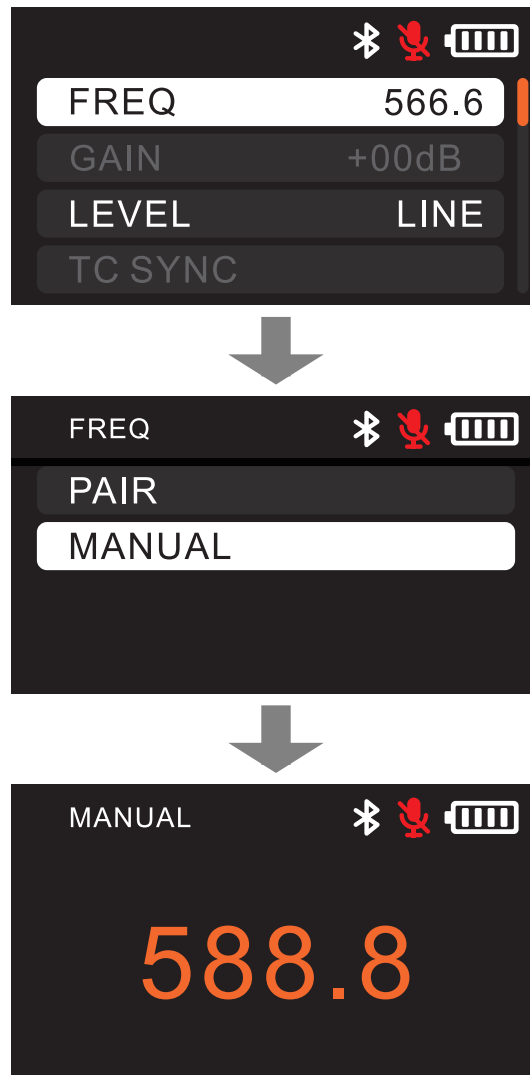 FREQ 566.6
GAIN +00dB
LEVEL LINE
TC SYNC
FREQ
PAIR
MANUAL
MANUAL
588.8